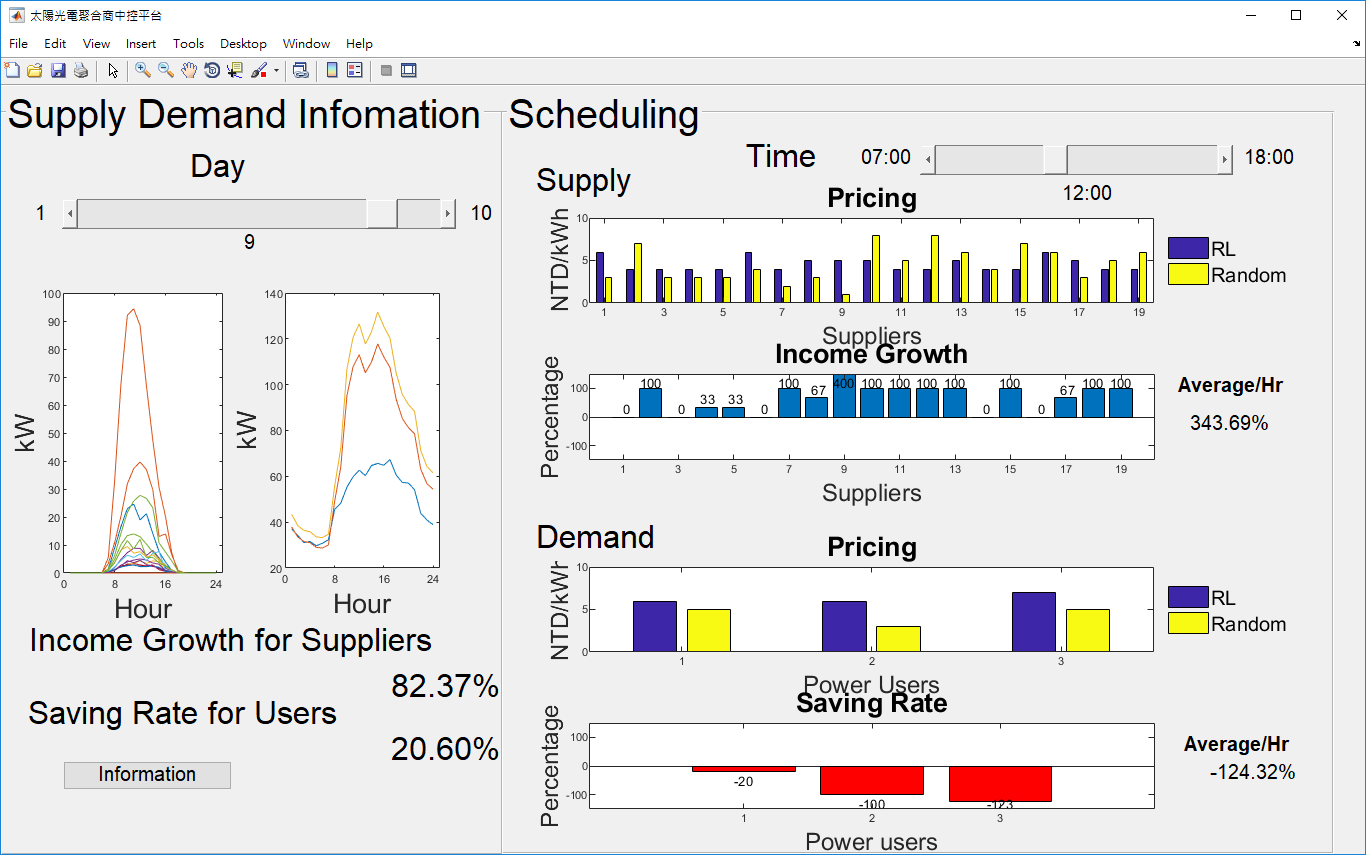 太陽光電聚合商中控平台
File Edit View Insert Tools Desktop Window Help
Supply Demand Infomation
Day
1 10
9
kW
100
90
80
70
60
50
40
30
20
10
0
0 8 16 24
Hour
kW
140
120
100
80
60
40
20
0 8 16 24
Hour
Income Growth for Suppliers
82.37%
Saving Rate for Users
20.60%
Information
Scheduling
Time 07:00 18:00
12:00
Supply
Pricing
NTD/kWh
10
5
0
1 3 5 7 9 11 13 15 17 19
Suppliers
RL
Random
Income Growth
Percentage
100
0
-100
0 100 0 33 33 0 100 67 400 100 100 100 100 0 100 0 67 100 100
1 3 5 7 9 11 13 15 17 19
Suppliers
Average/Hr
343.69%
Demand
Pricing
NTD/kWh
10
5
0
1 2 3
Power Users
RL
Random
Saving Rate
Percentage
100
0
-100
-20 -100 -123
1 2 3
Power users
Average/Hr
-124.32%